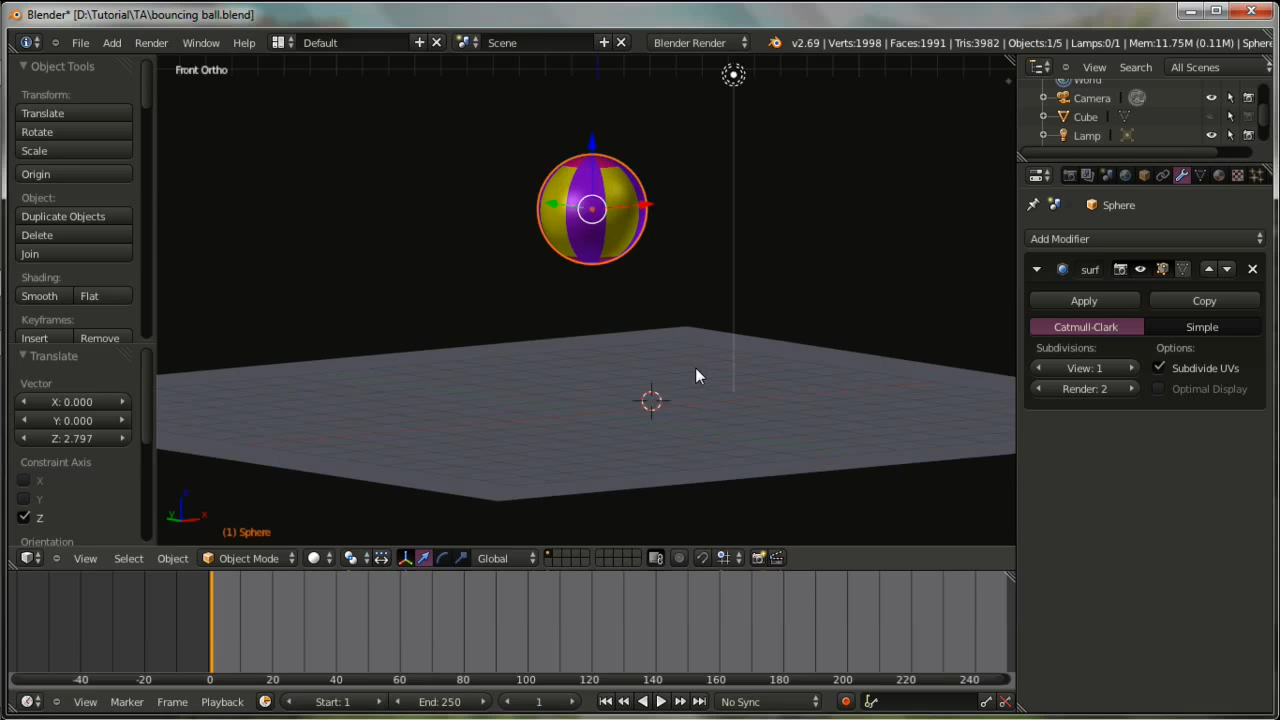 Blender* [D:\Tutorial\TA\bouncing ball.blend]
File Add Render Window Help Default Scene Blender Render v2.69 | Verts:1998 | Faces:1991 | Tris:3982 | Objects:1/5 | Lamps:0/1 | Mem:11.75M (0.11M) | Sphere
Object Tools
Transform:
Translate
Rotate
Scale
Origin
Object:
Duplicate Objects
Delete
Join
Shading:
Smooth Flat
Keyframes:
Insert Remove
Translate
Vector
X: 0.000
Y: 0.000
Z: 2.797
Constraint Axis
X
Y
Z
Orientation
Front Ortho
z
y x
(1) Sphere
View Select Object Object Mode Global
-40 -20 0 20 40 60 80 100 120 140 160 180 200 220 240
View Marker Frame Playback Start: 1 End: 250 1 No Sync
View Search All Scenes
World
Camera
Cube
Lamp
Sphere
Add Modifier
surf
Apply Copy
Catmull-Clark Simple
Subdivisions: Options:
View: 1 Subdivide UVs
Render: 2 Optimal Display